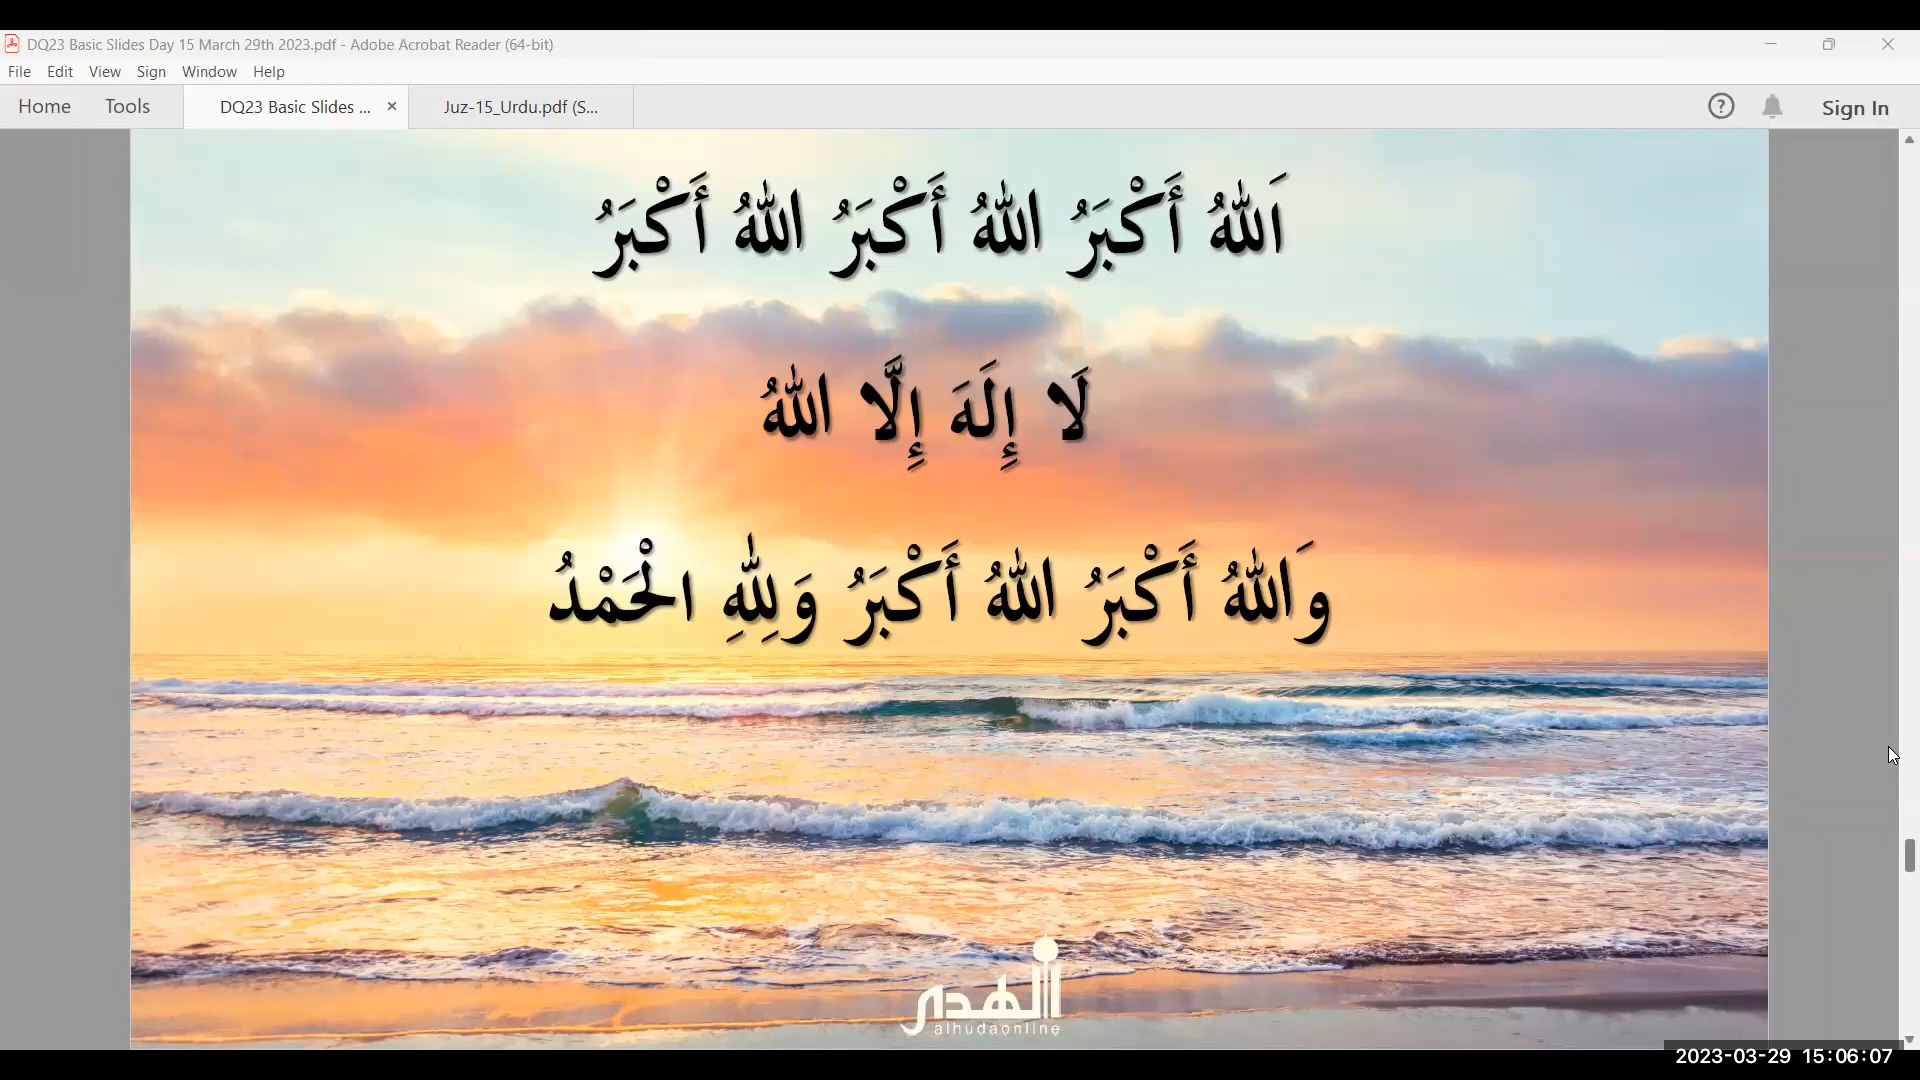 DQ23 Basic Slides Day 15 March 29th 2023.pdf - Adobe Acrobat Reader (64-bit)
File Edit View Sign Window Help
Home Tools DQ23 Basic Slides ... × Juz-15_Urdu.pdf (S... ? Sign In
اَللّٰهُ أَكْبَرُ اللّٰهُ أَكْبَرُ اللّٰهُ أَكْبَرُ
لَا إِلَهَ إِلَّا اللّٰهُ
وَاللّٰهُ أَكْبَرُ اللّٰهُ أَكْبَرُ وَلِلّٰهِ الْحَمْدُ
الهدى
alhudaonline
2023-03-29 15:06:07